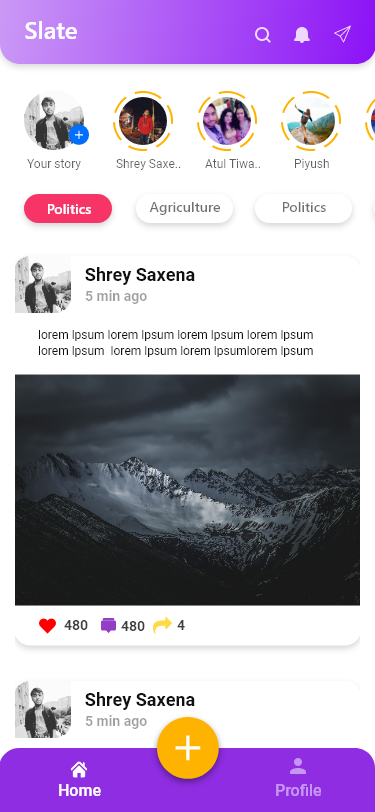 Slate
Your story
Shrey Saxe..
Atul Tiwa..
Piyush
Politics
Agriculture
Politics
Shrey Saxena
5 min ago
lorem Ipsum lorem Ipsum lorem Ipsum lorem Ipsum
lorem Ipsum lorem Ipsum lorem Ipsumlorem Ipsum
480
480
4
Shrey Saxena
5 min ago
Home
Profile